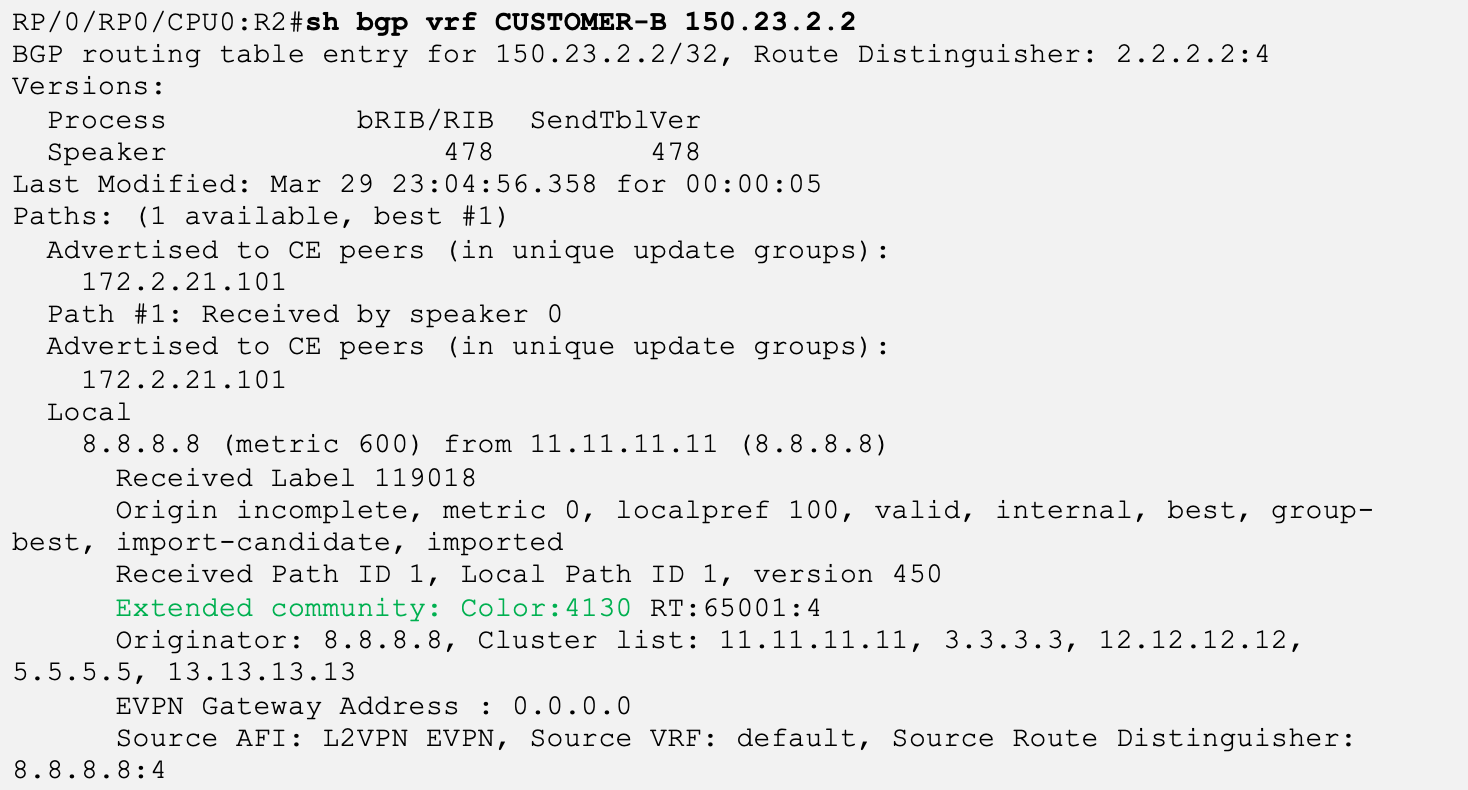 RP/0/RP0/CPU0:R2#sh bgp vrf CUSTOMER-B 150.23.2.2
BGP routing table entry for 150.23.2.2/32, Route Distinguisher: 2.2.2.2:4
Versions:
  Process           bRIB/RIB  SendTblVer
  Speaker                478         478
Last Modified: Mar 29 23:04:56.358 for 00:00:05
Paths: (1 available, best #1)
  Advertised to CE peers (in unique update groups):
    172.2.21.101
  Path #1: Received by speaker 0
  Advertised to CE peers (in unique update groups):
    172.2.21.101
  Local
    8.8.8.8 (metric 600) from 11.11.11.11 (8.8.8.8)
      Received Label 119018
      Origin incomplete, metric 0, localpref 100, valid, internal, best, group-
best, import-candidate, imported
      Received Path ID 1, Local Path ID 1, version 450
      Extended community: Color:4130 RT:65001:4
      Originator: 8.8.8.8, Cluster list: 11.11.11.11, 3.3.3.3, 12.12.12.12,
5.5.5.5, 13.13.13.13
      EVPN Gateway Address : 0.0.0.0
      Source AFI: L2VPN EVPN, Source VRF: default, Source Route Distinguisher:
8.8.8.8:4